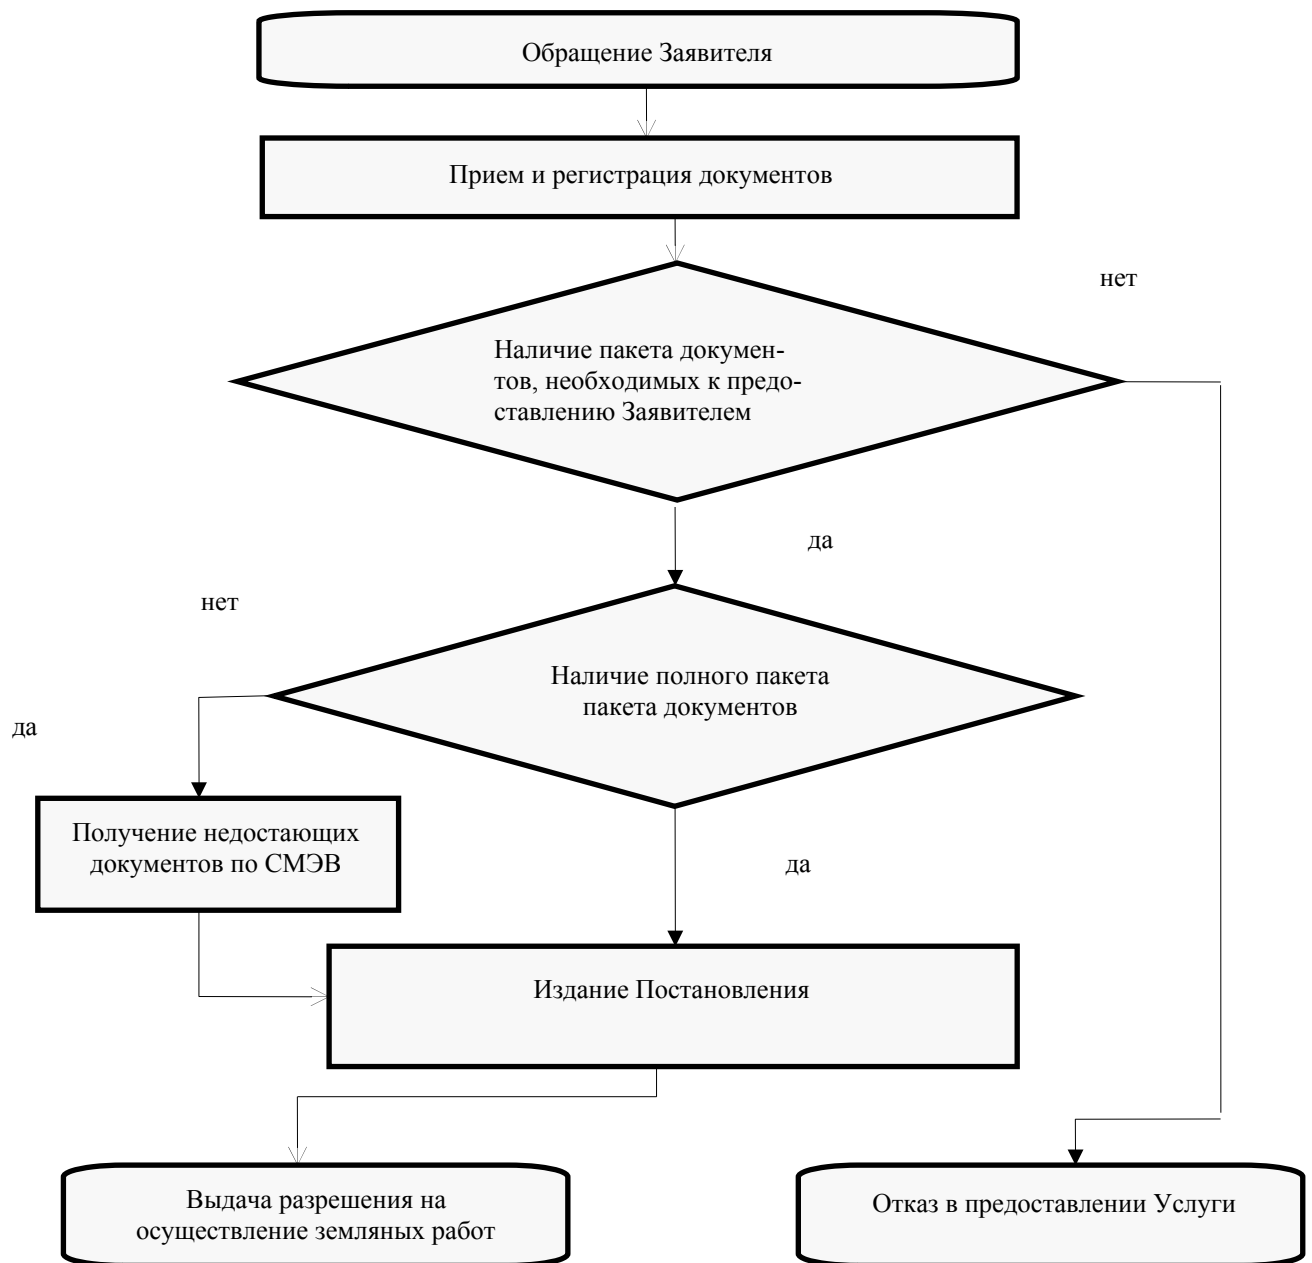 Обращение Заявителя
Прием и регистрация документов
нет
Наличие пакета докумен-
тов, необходимых к предо-
ставлению Заявителем
да
нет
Наличие полного пакета
пакета документов
да
Получение недостающих
документов по СМЭВ
да
Издание Постановления
Выдача разрешения на
осуществление земляных работ
Отказ в предоставлении Услуги